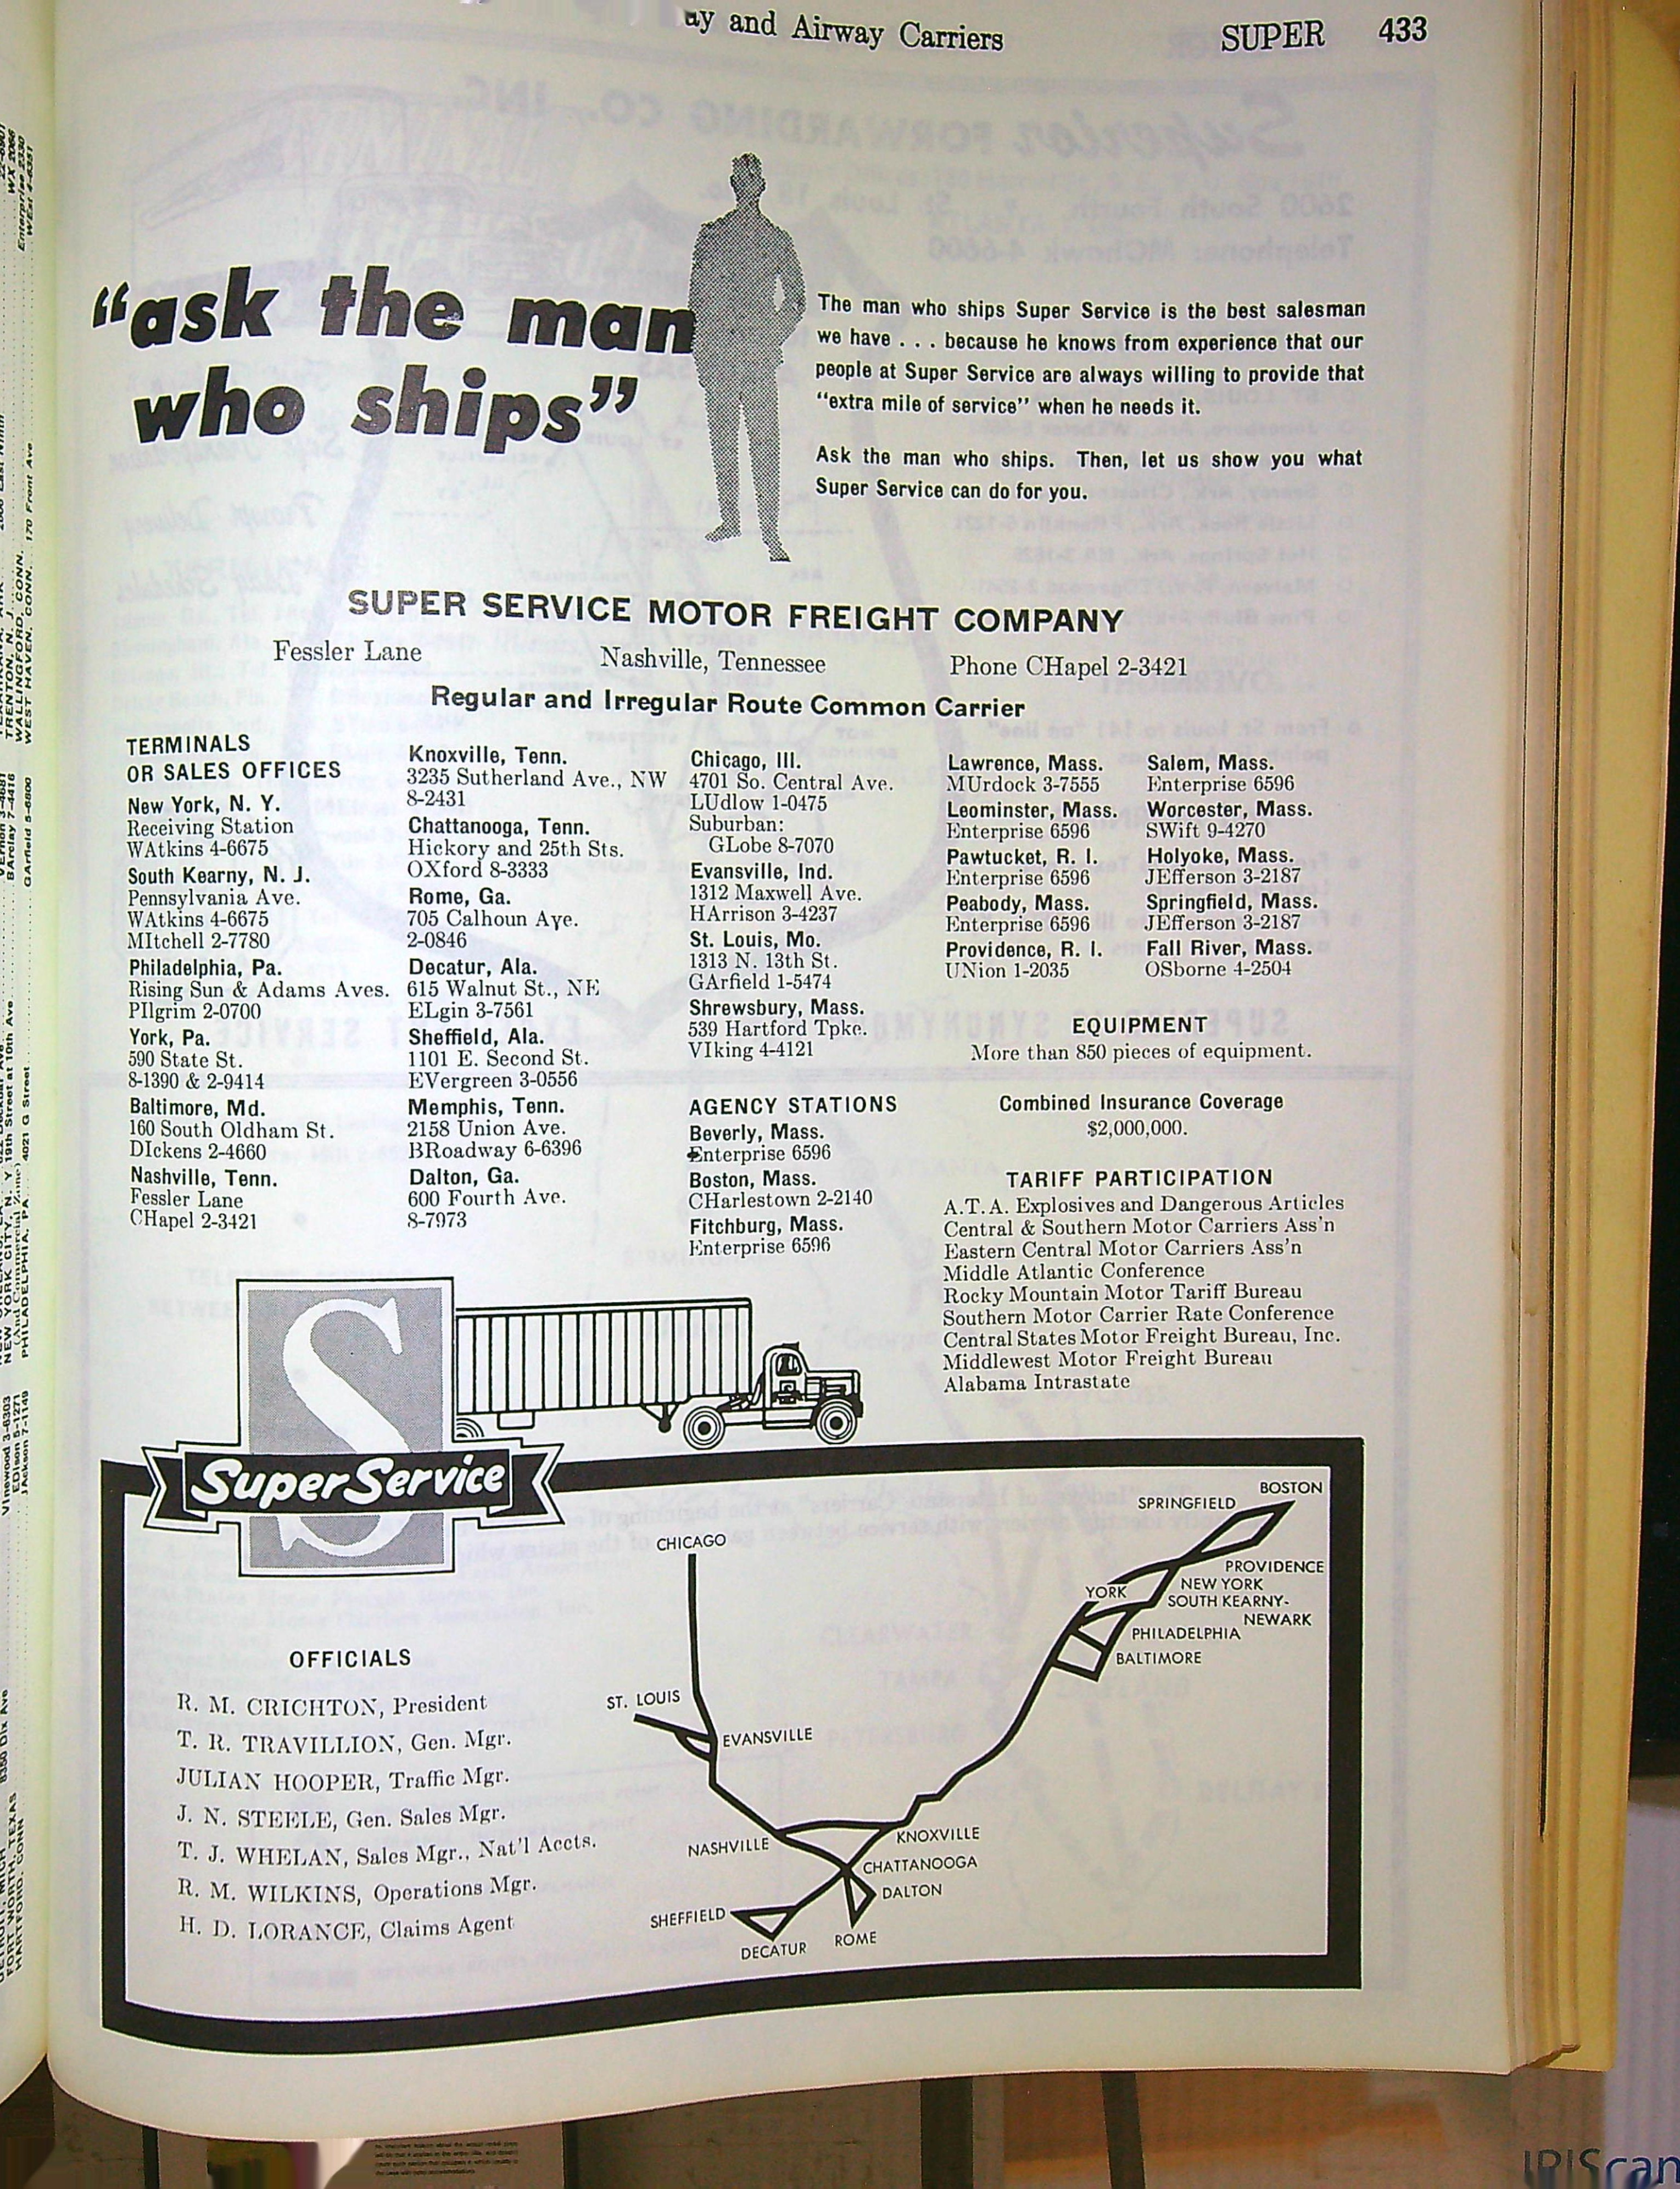 ay and Airway Carriers SUPER 433
"ask the man
who ships"
The man who ships Super Service is the best salesman
we have . . . because he knows from experience that our
people at Super Service are always willing to provide that
"extra mile of service" when he needs it.
Ask the man who ships. Then, let us show you what
Super Service can do for you.
SUPER SERVICE MOTOR FREIGHT COMPANY
Fessler Lane Nashville, Tennessee Phone CHapel 2-3421
Regular and Irregular Route Common Carrier
TERMINALS
OR SALES OFFICES
New York, N. Y.
Receiving Station
WAtkins 4-6675
South Kearny, N. J.
Pennsylvania Ave.
WAtkins 4-6675
MItchell 2-7780
Philadelphia, Pa.
Rising Sun & Adams Aves.
PIlgrim 2-0700
York, Pa.
590 State St.
8-1390 & 2-9414
Baltimore, Md.
160 South Oldham St.
DIckens 2-4660
Nashville, Tenn.
Fessler Lane
CHapel 2-3421
Knoxville, Tenn.
3235 Sutherland Ave., NW
8-2431
Chattanooga, Tenn.
Hickory and 25th Sts.
OXford 8-3333
Rome, Ga.
705 Calhoun Ave.
2-0846
Decatur, Ala.
615 Walnut St., NE
ELgin 3-7561
Sheffield, Ala.
1101 E. Second St.
EVergreen 3-0556
Memphis, Tenn.
2158 Union Ave.
BRoadway 6-6396
Dalton, Ga.
600 Fourth Ave.
8-7973
Chicago, Ill.
4701 So. Central Ave.
LUdlow 1-0475
Suburban:
GLobe 8-7070
Evansville, Ind.
1312 Maxwell Ave.
HArrison 3-4237
St. Louis, Mo.
1313 N. 13th St.
GArfield 1-5474
Shrewsbury, Mass.
539 Hartford Tpke.
VIking 4-4121
AGENCY STATIONS
Beverly, Mass.
Enterprise 6596
Boston, Mass.
CHarlestown 2-2140
Fitchburg, Mass.
Enterprise 6596
Lawrence, Mass.
MUrdock 3-7555
Leominster, Mass.
Enterprise 6596
Pawtucket, R. I.
Enterprise 6596
Peabody, Mass.
Enterprise 6596
Providence, R. I.
UNion 1-2035
Salem, Mass.
Enterprise 6596
Worcester, Mass.
SWift 9-4270
Holyoke, Mass.
JEfferson 3-2187
Springfield, Mass.
JEfferson 3-2187
Fall River, Mass.
OSborne 4-2504
EQUIPMENT
More than 850 pieces of equipment.
Combined Insurance Coverage
$2,000,000.
TARIFF PARTICIPATION
A.T.A. Explosives and Dangerous Articles
Central & Southern Motor Carriers Ass'n
Eastern Central Motor Carriers Ass'n
Middle Atlantic Conference
Rocky Mountain Motor Tariff Bureau
Southern Motor Carrier Rate Conference
Central States Motor Freight Bureau, Inc.
Middlewest Motor Freight Bureau
Alabama Intrastate
S
Super Service
OFFICIALS
R. M. CRICHTON, President
T. R. TRAVILLION, Gen. Mgr.
JULIAN HOOPER, Traffic Mgr.
J. N. STEELE, Gen. Sales Mgr.
T. J. WHELAN, Sales Mgr., Nat'l Accts.
R. M. WILKINS, Operations Mgr.
H. D. LORANCE, Claims Agent
CHICAGO
ST. LOUIS
EVANSVILLE
NASHVILLE
KNOXVILLE
CHATTANOOGA
DALTON
SHEFFIELD
DECATUR
ROME
BOSTON
SPRINGFIELD
PROVIDENCE
YORK
NEW YORK
SOUTH KEARNY-
NEWARK
PHILADELPHIA
BALTIMORE
IRIScan